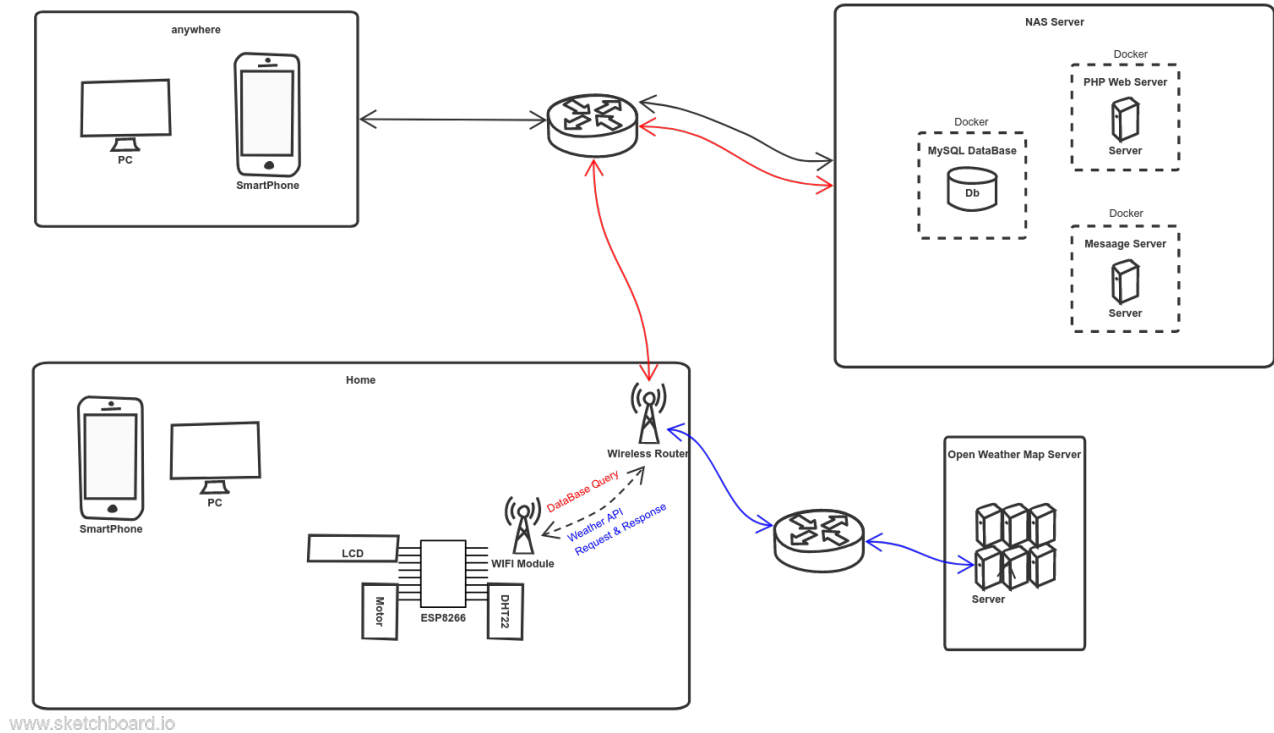 anywhere
PC
SmartPhone
NAS Server
Docker
PHP Web Server
Server
Docker
MySQL DataBase
Db
Docker
Mesaage Server
Server
Home
SmartPhone
PC
Wireless Router
DataBase Query
Weather API
Request & Response
WIFI Module
LCD
Motor
ESP8266
DHT22
Open Weather Map Server
Server
www.sketchboard.io